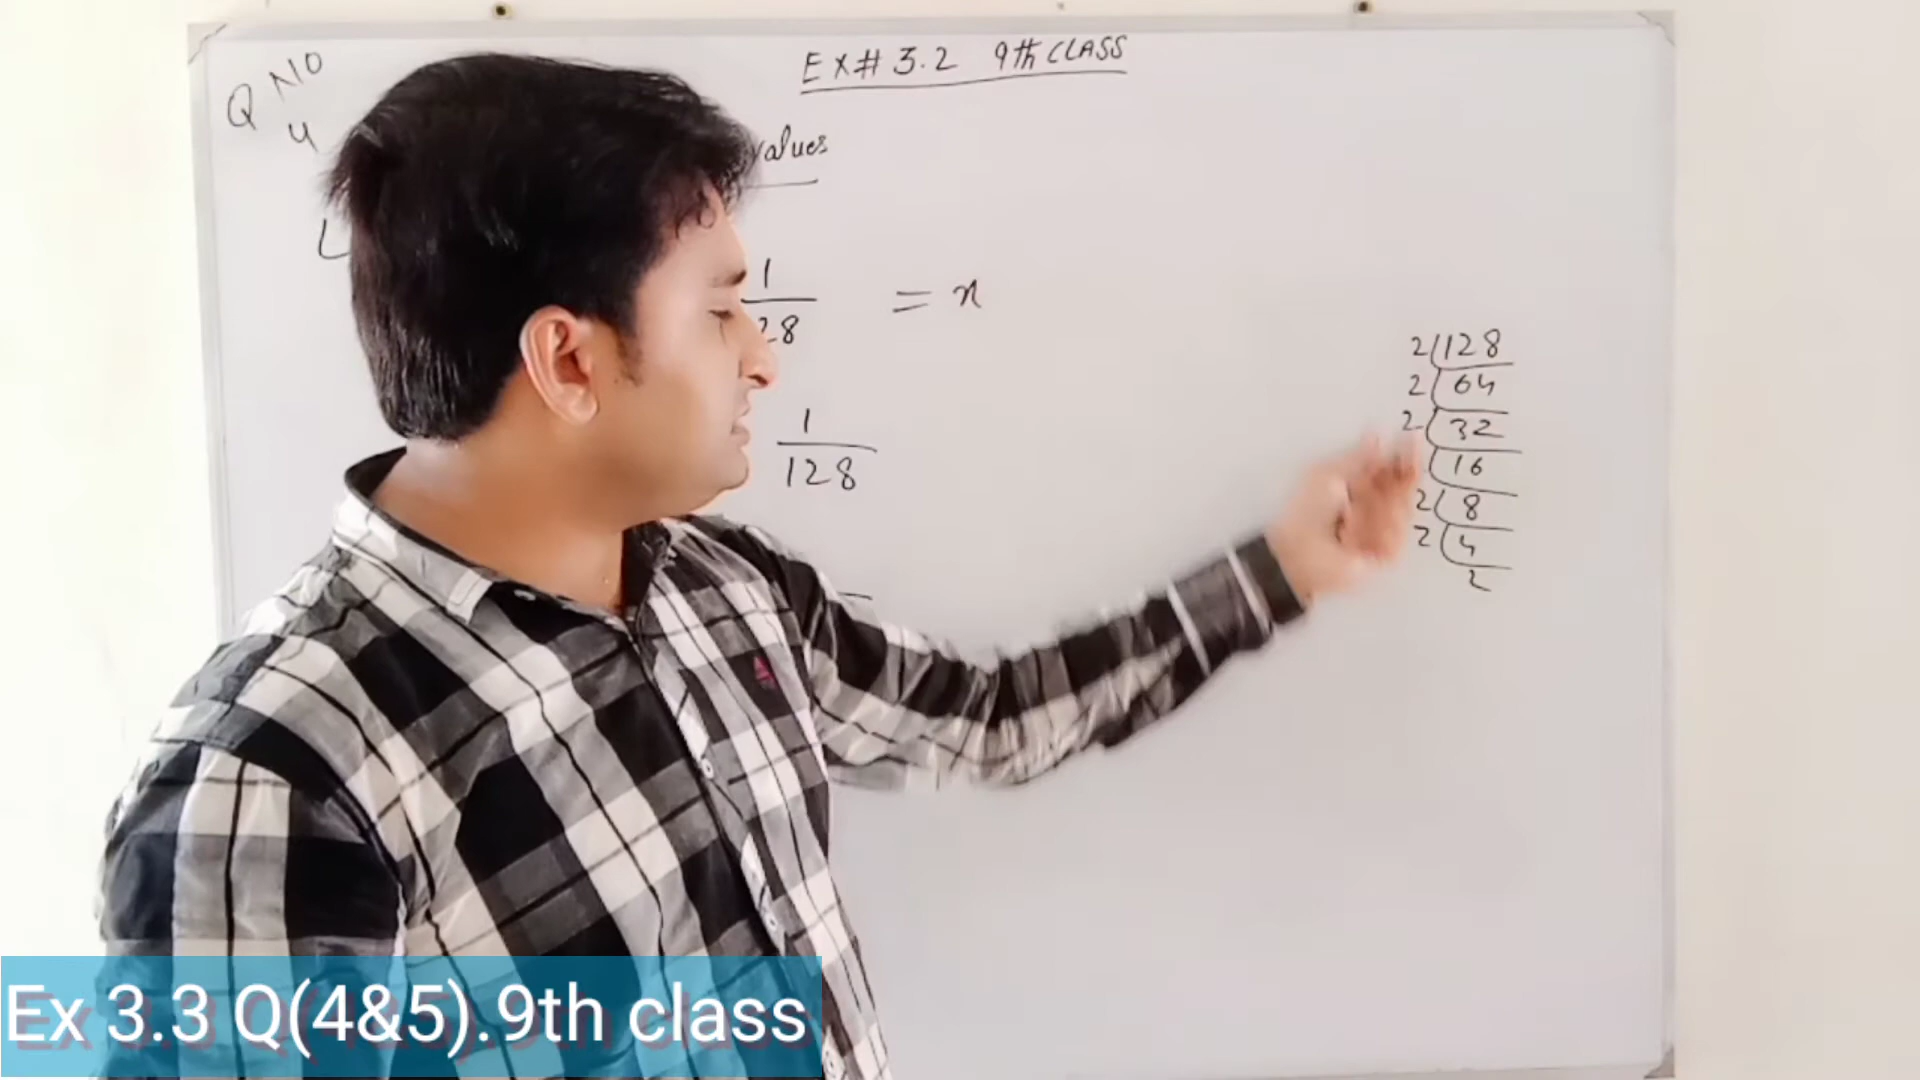 EX# 3.2 9th CLASS
Q NO
4
values
L
1
28
= x
1
128
2 128
2 64
2 32
16
2 8
2 4
2
Ex 3.3 Q(4&5).9th class